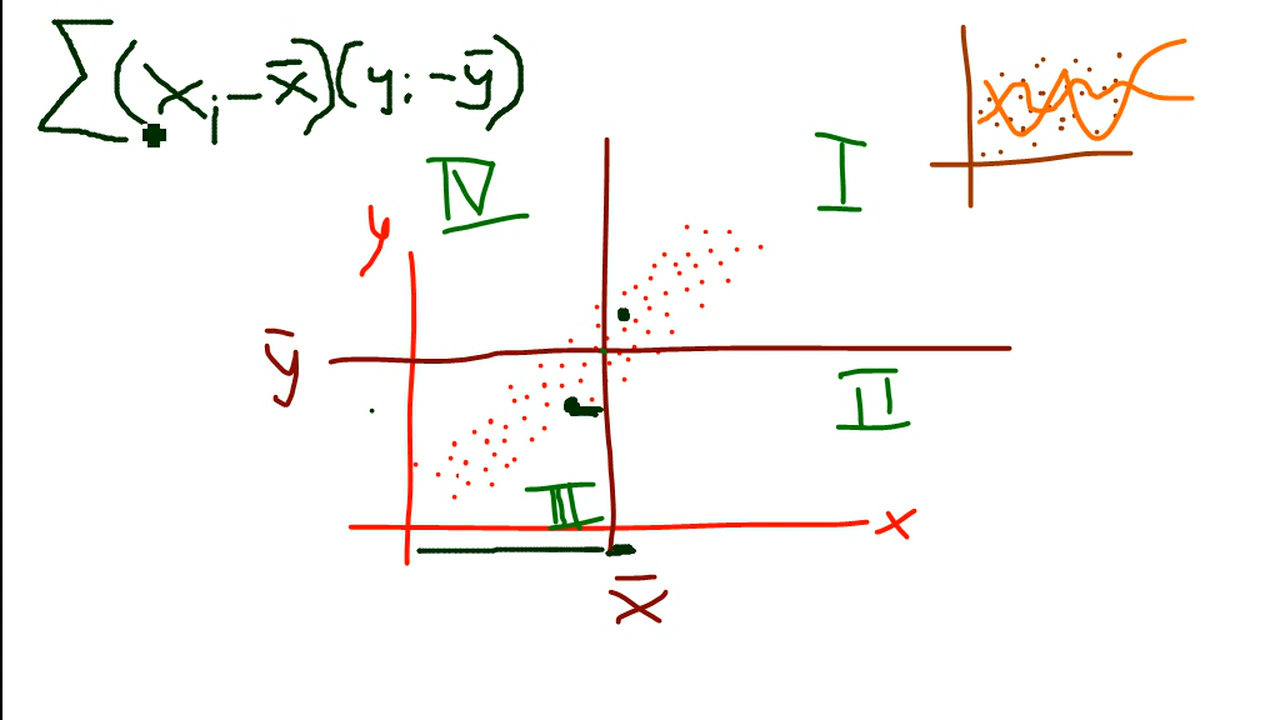 ∑(xᵢ-x̄)(yᵢ-ȳ)
I
IV
y
ȳ
II
III
x
x̄